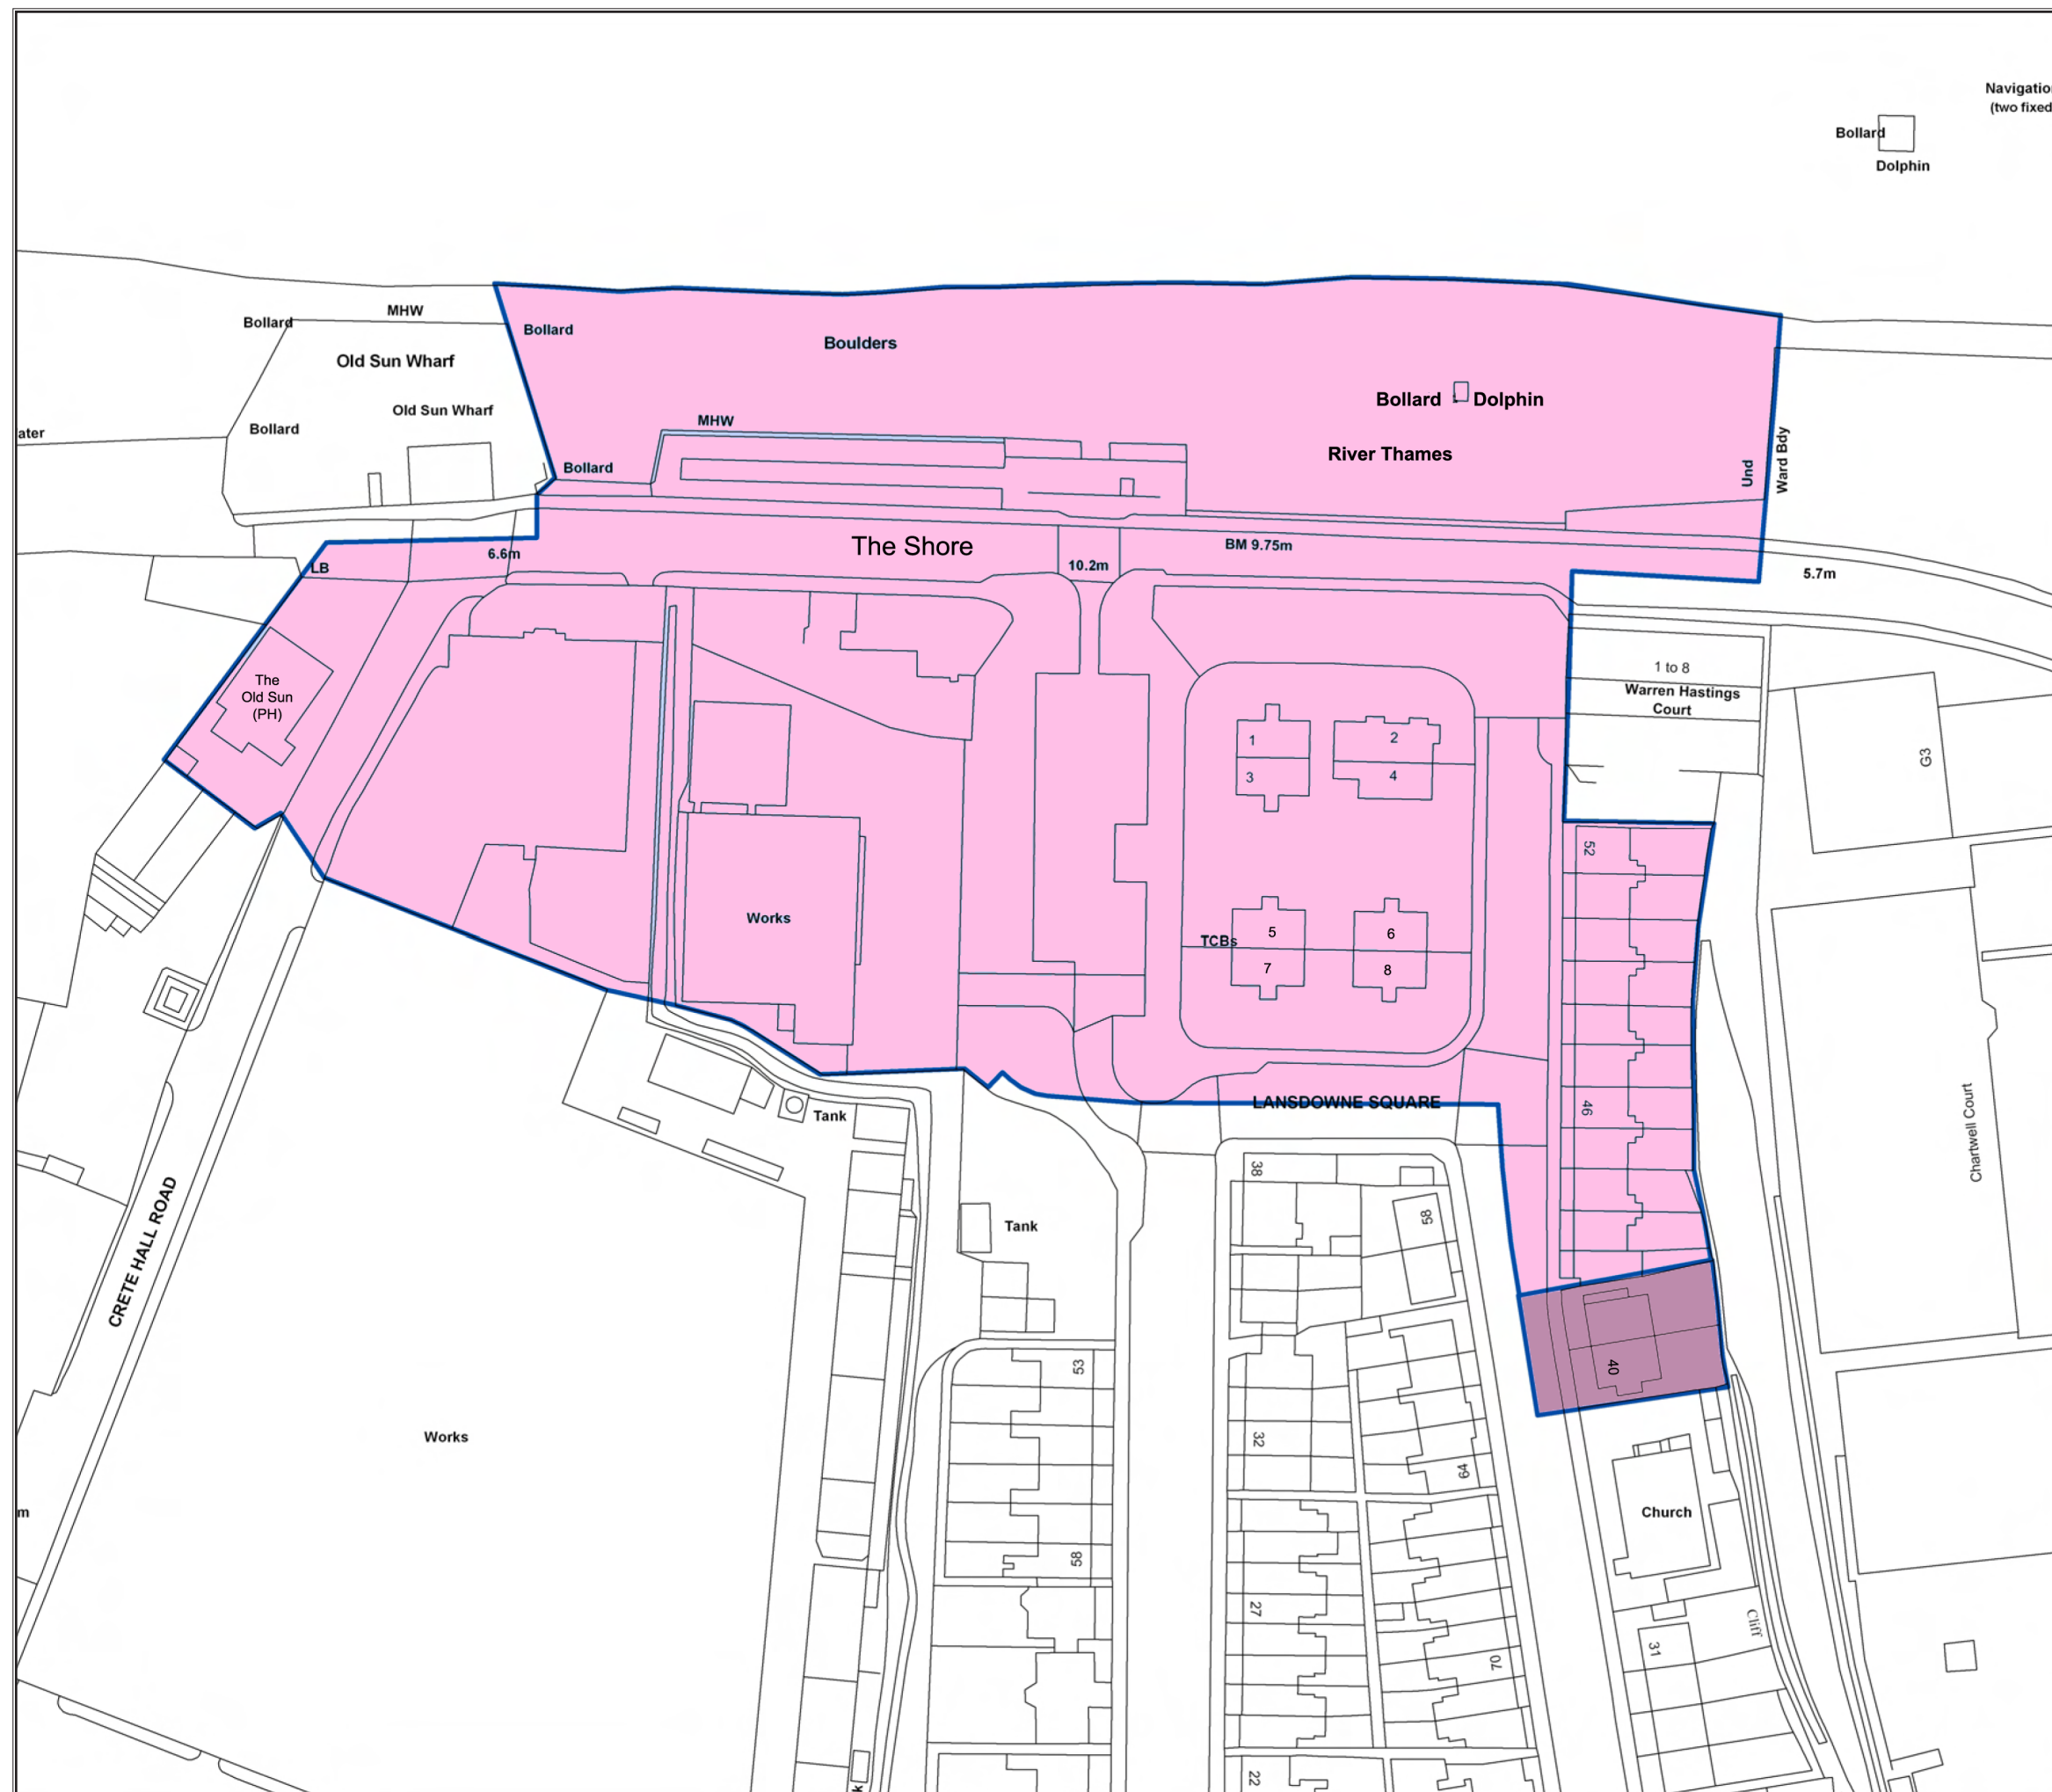 Navigatio
(two fixed
Bollard
Dolphin
MHW
Bollard
Bollard
Boulders
Old Sun Wharf
Old Sun Wharf
Bollard
Bollard Dolphin
MHW
River Thames
ater
Bollard
Und
Ward Bdy
The Shore
BM 9.75m
6.6m
LB
10.2m
5.7m
The
Old Sun
(PH)
1 to 8
Warren Hastings
Court
1
2
3
4
G3
52
Works
TCBs
5
6
7
8
LANSDOWNE SQUARE
46
Tank
Chartwell Court
38
58
Tank
CRETE HALL ROAD
53
40
Works
32
64
Church
m
58
27
Cliff
31
70
22
k